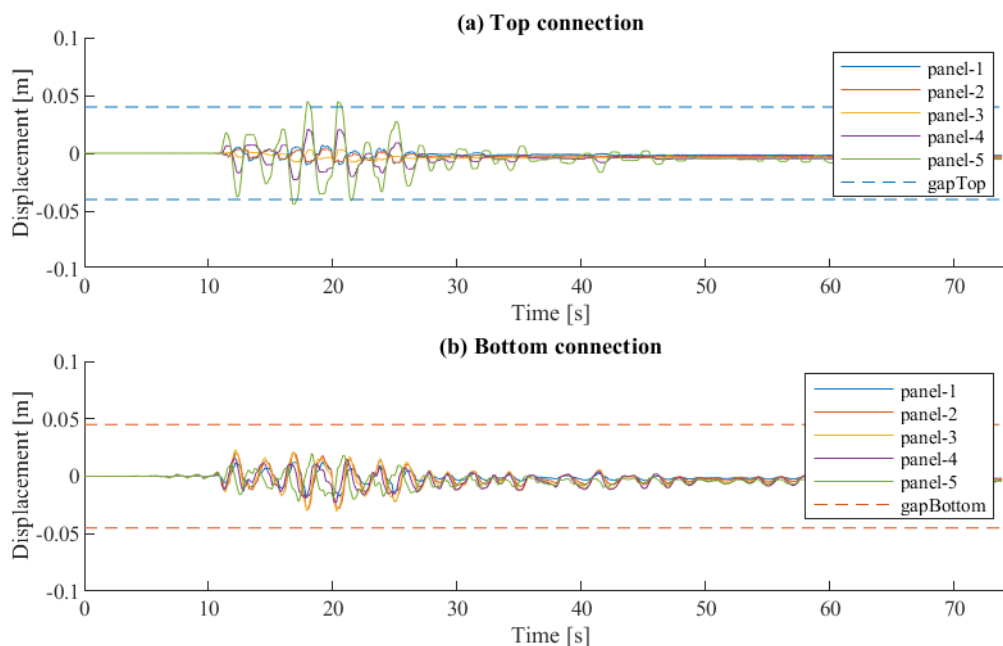 (a) Top connection
Displacement [m]
0.1
0.05
0
-0.05
-0.1
0 10 20 30 40 50 60 70
Time [s]
panel-1
panel-2
panel-3
panel-4
panel-5
gapTop
(b) Bottom connection
Displacement [m]
0.1
0.05
0
-0.05
-0.1
0 10 20 30 40 50 60 70
Time [s]
panel-1
panel-2
panel-3
panel-4
panel-5
gapBottom